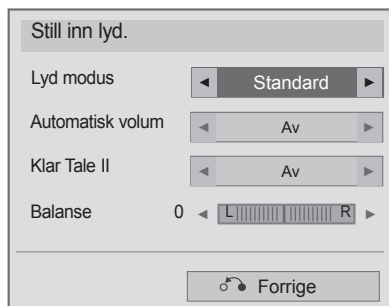 Still inn lyd.
Lyd modus ◄ Standard ►
Automatisk volum ◄ Av ►
Klar Tale II ◄ Av ►
Balanse 0 ◄ L R ►
Forrige